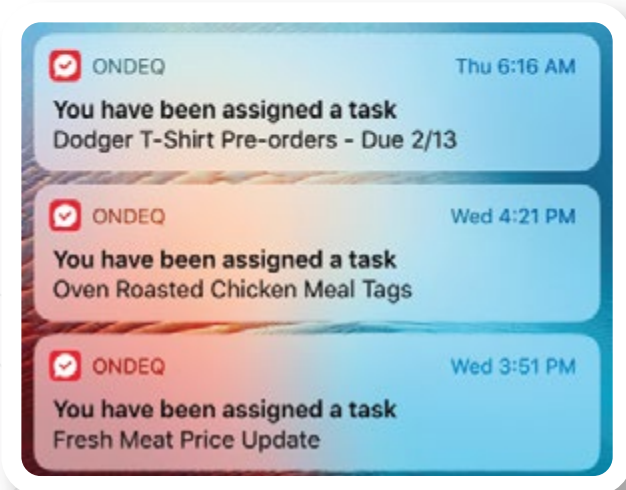 ONDEQ Thu 6:16 AM
You have been assigned a task
Dodger T-Shirt Pre-orders - Due 2/13
ONDEQ Wed 4:21 PM
You have been assigned a task
Oven Roasted Chicken Meal Tags
ONDEQ Wed 3:51 PM
You have been assigned a task
Fresh Meat Price Update